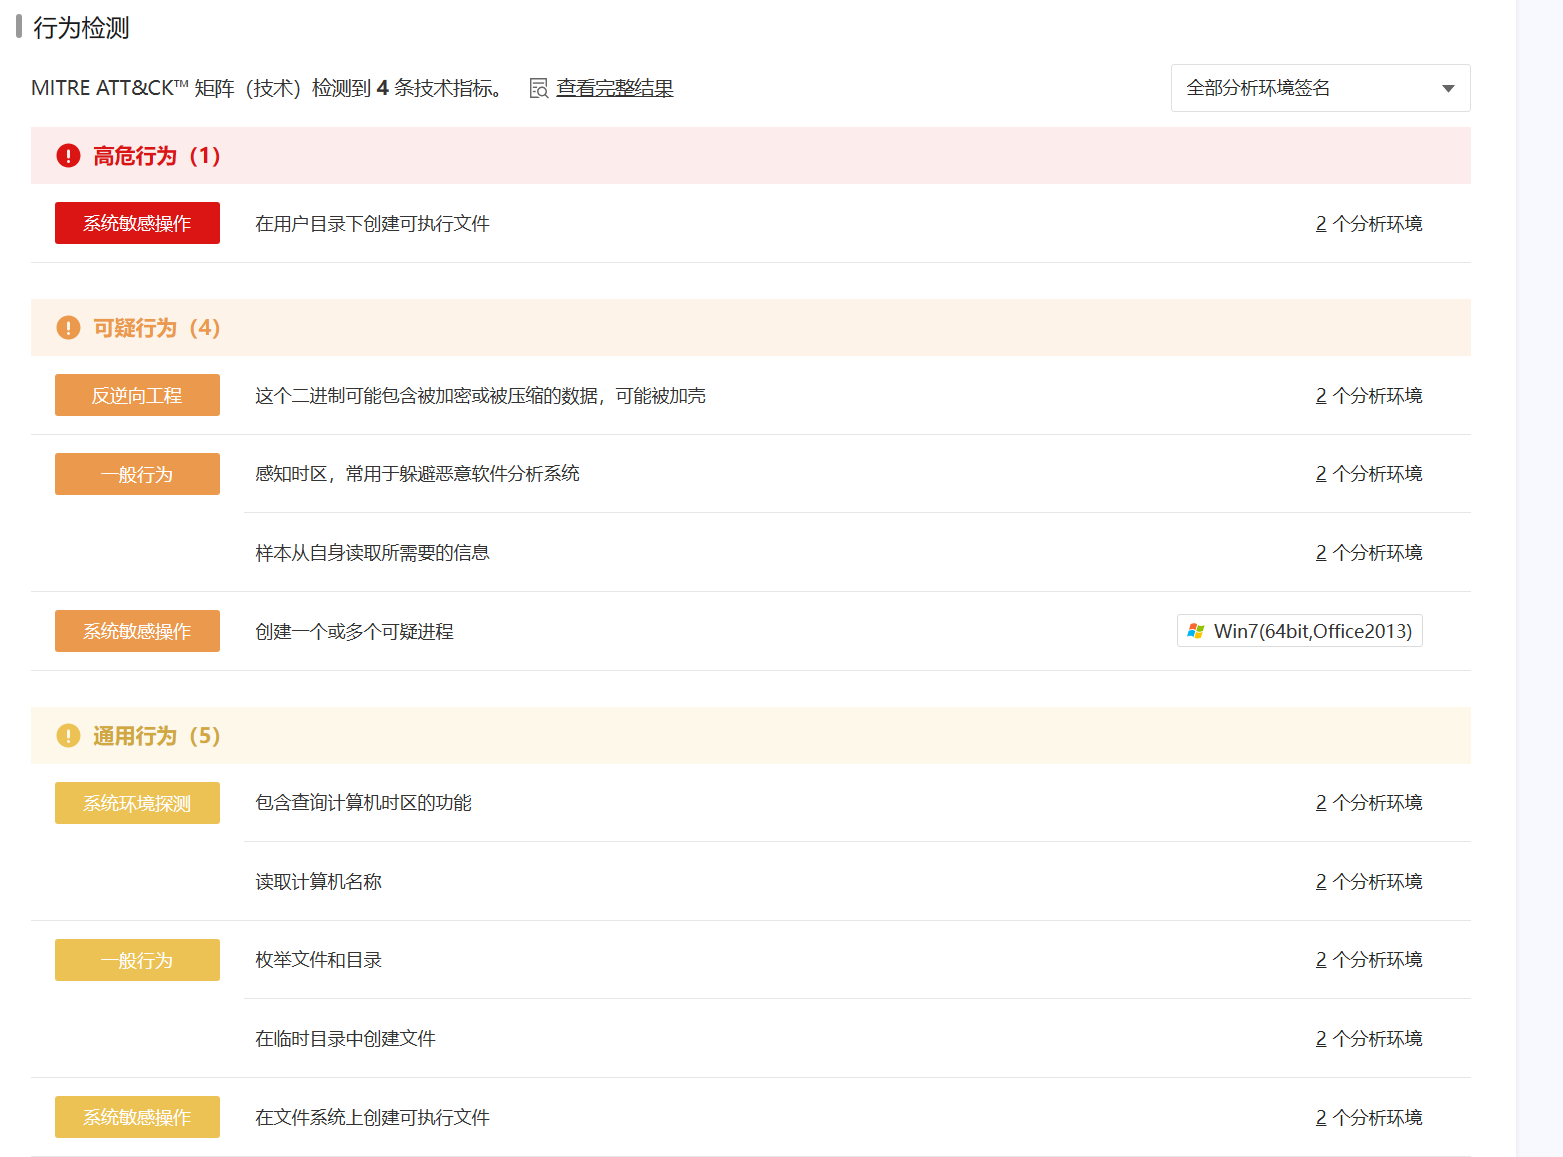 行为检测
MITRE ATT&CK™ 矩阵（技术）检测到 4 条技术指标。 查看完整结果 全部分析环境签名
高危行为（1）
系统敏感操作 在用户目录下创建可执行文件 2 个分析环境
可疑行为（4）
反逆向工程 这个二进制可能包含被加密或被压缩的数据，可能被加壳 2 个分析环境
一般行为 感知时区，常用于躲避恶意软件分析系统 2 个分析环境
样本从自身读取所需要的信息 2 个分析环境
系统敏感操作 创建一个或多个可疑进程 Win7(64bit,Office2013)
通用行为（5）
系统环境探测 包含查询计算机时区的功能 2 个分析环境
读取计算机名称 2 个分析环境
一般行为 枚举文件和目录 2 个分析环境
在临时目录中创建文件 2 个分析环境
系统敏感操作 在文件系统上创建可执行文件 2 个分析环境